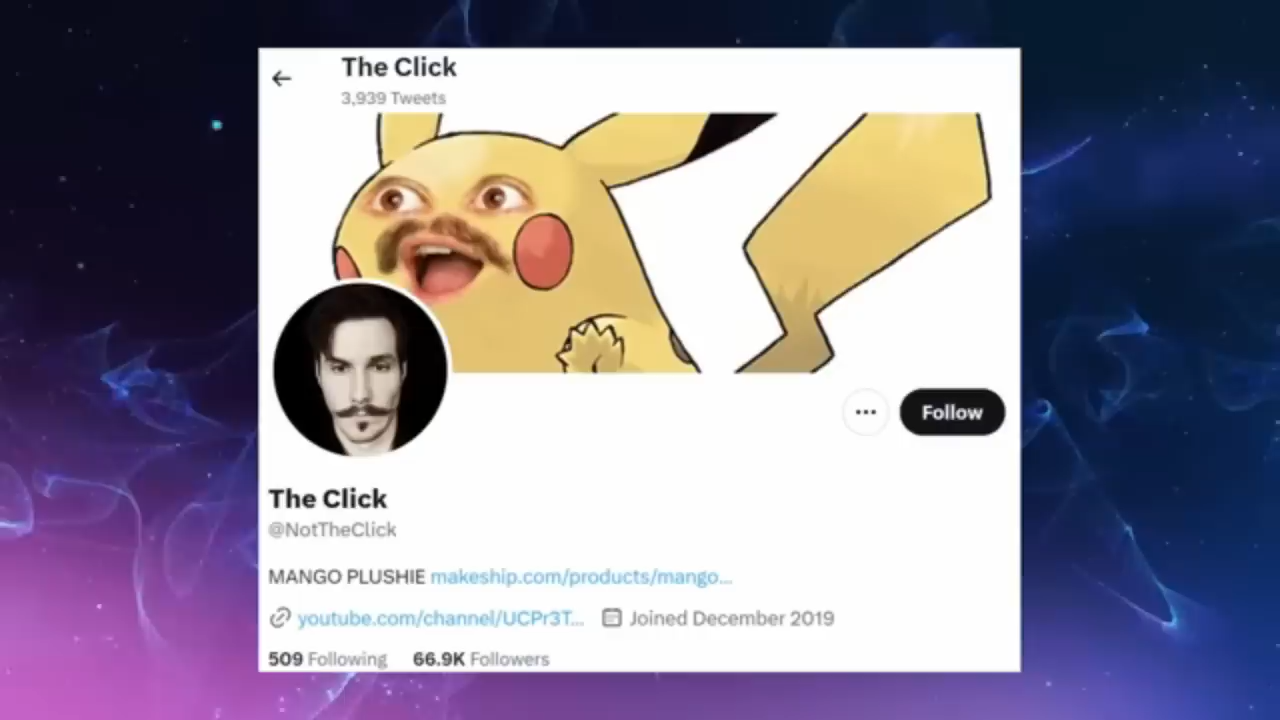 The Click
3,939 Tweets
Follow
The Click
@NotTheClick
MANGO PLUSHIE makeship.com/products/mango...
youtube.com/channel/UCPr3T... Joined December 2019
509 Following 66.9K Followers